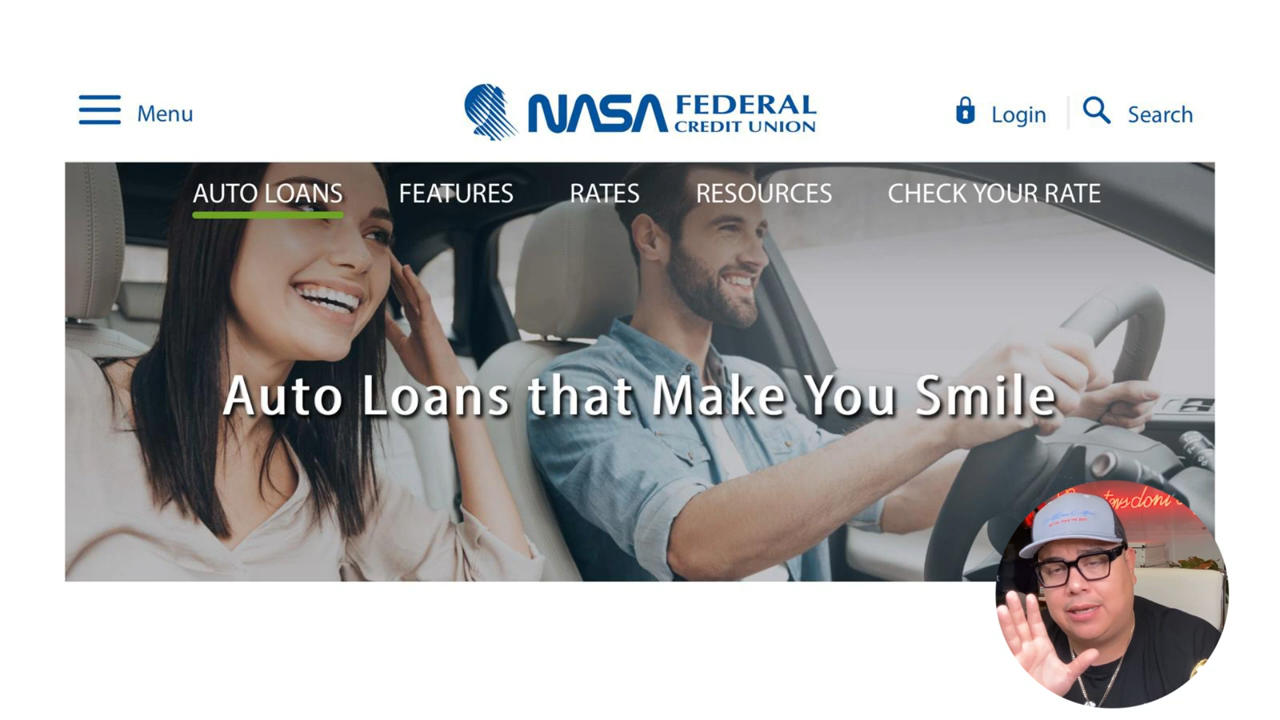 Menu
NASA FEDERAL
CREDIT UNION
Login
Search
AUTO LOANS
FEATURES
RATES
RESOURCES
CHECK YOUR RATE
Auto Loans that Make You Smile